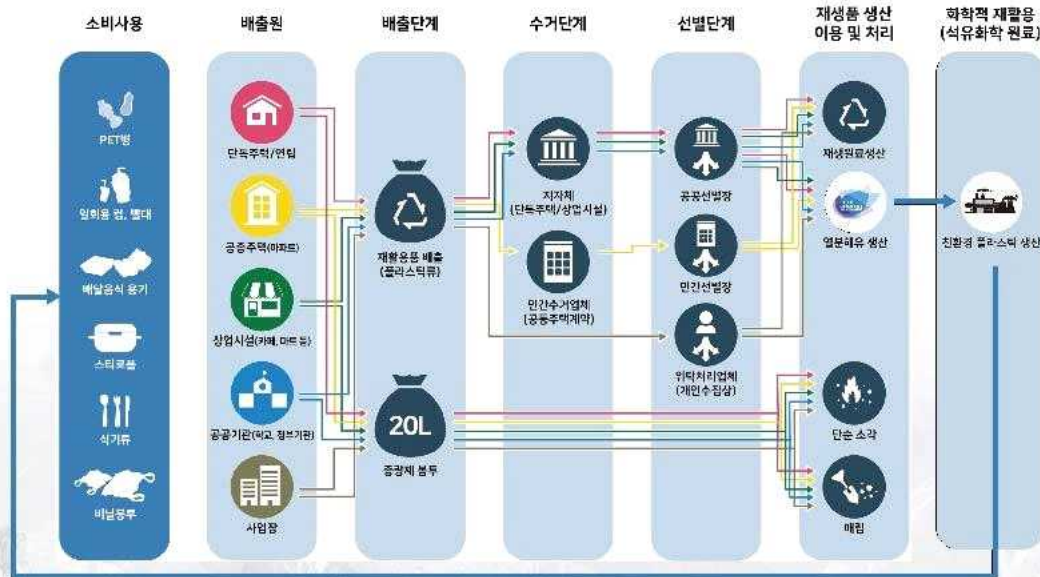 소비사용
배출원
배출단계
수거단계
선별단계
재생품 생산
이용 및 처리
화학적 재활용
(석유화학 원료)
PET병
일회용 컵, 빨대
배달음식 용기
스티로폼
식기류
비닐봉투
단독주택/연립
공동주택(아파트)
상업시설(카페, 마트 등)
공공기관(학교, 정부기관)
사업장
재활용품 배출
(플라스틱류)
20L
종량제 봉투
지자체
(단독주택/상업시설)
민간수거업체
(공동주택계약)
공공선별장
민간선별장
위탁처리업체
(개인수집상)
재생원료생산
열분해유 생산
단순 소각
매립
친환경 플라스틱 생산